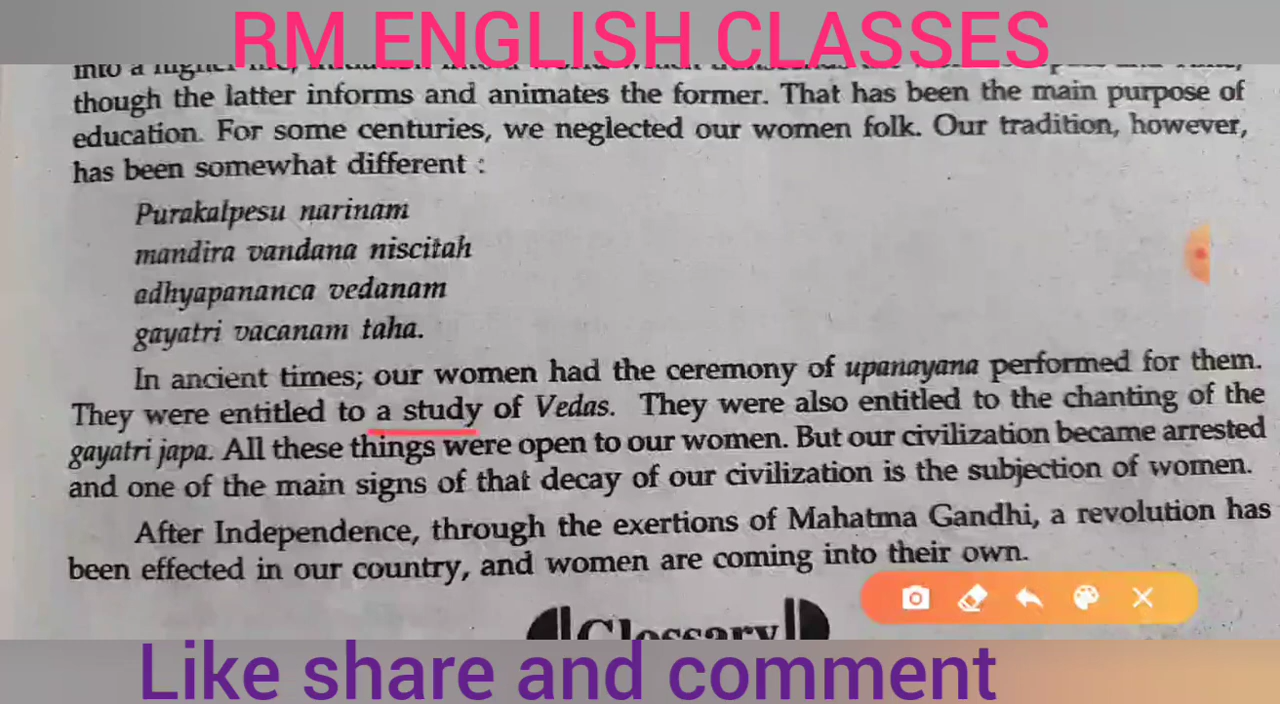 RM ENGLISH CLASSES
into a
though the latter informs and animates the former. That has been the main purpose of
education. For some centuries, we neglected our women folk. Our tradition, however,
has been somewhat different :
Purakalpesu narinam
mandira vandana niscitah
adhyapananca vedanam
gayatri vacanam taha.
In ancient times; our women had the ceremony of upanayana performed for them.
They were entitled to a study of Vedas. They were also entitled to the chanting of the
gayatri japa. All these things were open to our women. But our civilization became arrested
and one of the main signs of that decay of our civilization is the subjection of women.
After Independence, through the exertions of Mahatma Gandhi, a revolution has
been effected in our country, and women are coming into their own.
Glossary
Like share and comment